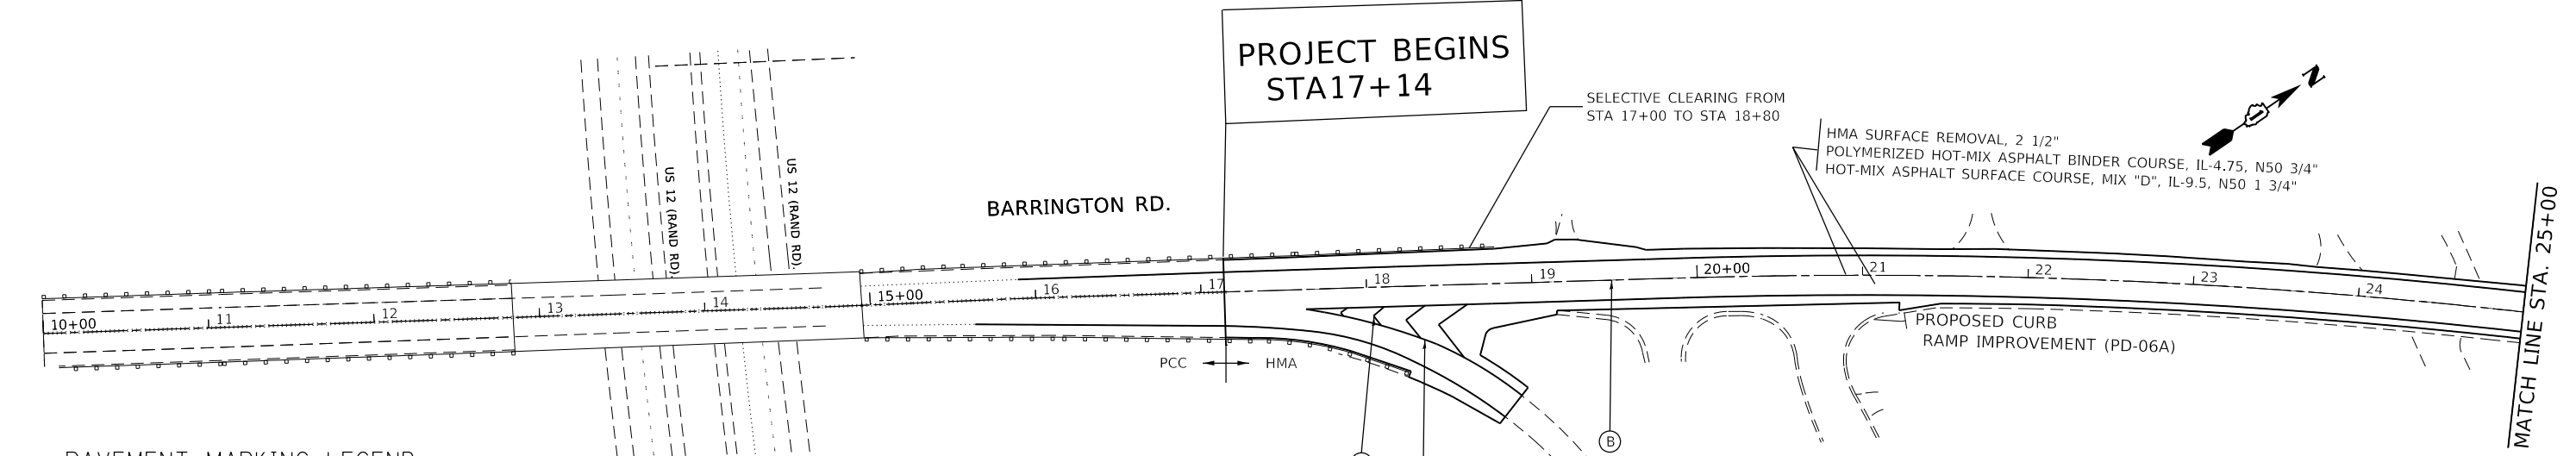 PROJECT BEGINS
STA17+14
SELECTIVE CLEARING FROM
STA 17+00 TO STA 18+80
HMA SURFACE REMOVAL, 2 1/2"
POLYMERIZED HOT-MIX ASPHALT BINDER COURSE, IL-4.75, N50 3/4"
HOT-MIX ASPHALT SURFACE COURSE, MIX "D", IL-9.5, N50 1 3/4"
N
US 12 (RAND RD).
US 12 (RAND RD).
BARRINGTON RD.
MATCH LINE STA. 25+00
10+00
11
12
13
14
15+00
16
17
18
19
20+00
21
22
23
24
PROPOSED CURB
RAMP IMPROVEMENT (PD-06A)
PCC
HMA
B
PAVEMENT MARKING LEGEND